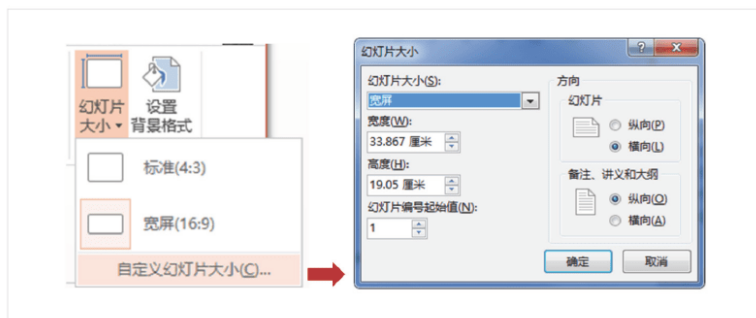 幻灯片
大小
设置
背景格式
标准(4:3)
宽屏(16:9)
自定义幻灯片大小(C)...
幻灯片大小
幻灯片大小(S):
宽屏
宽度(W):
33.867 厘米
高度(H):
19.05 厘米
幻灯片编号起始值(N):
1
方向
幻灯片
纵向(P)
横向(L)
备注、讲义和大纲
纵向(O)
横向(A)
确定
取消